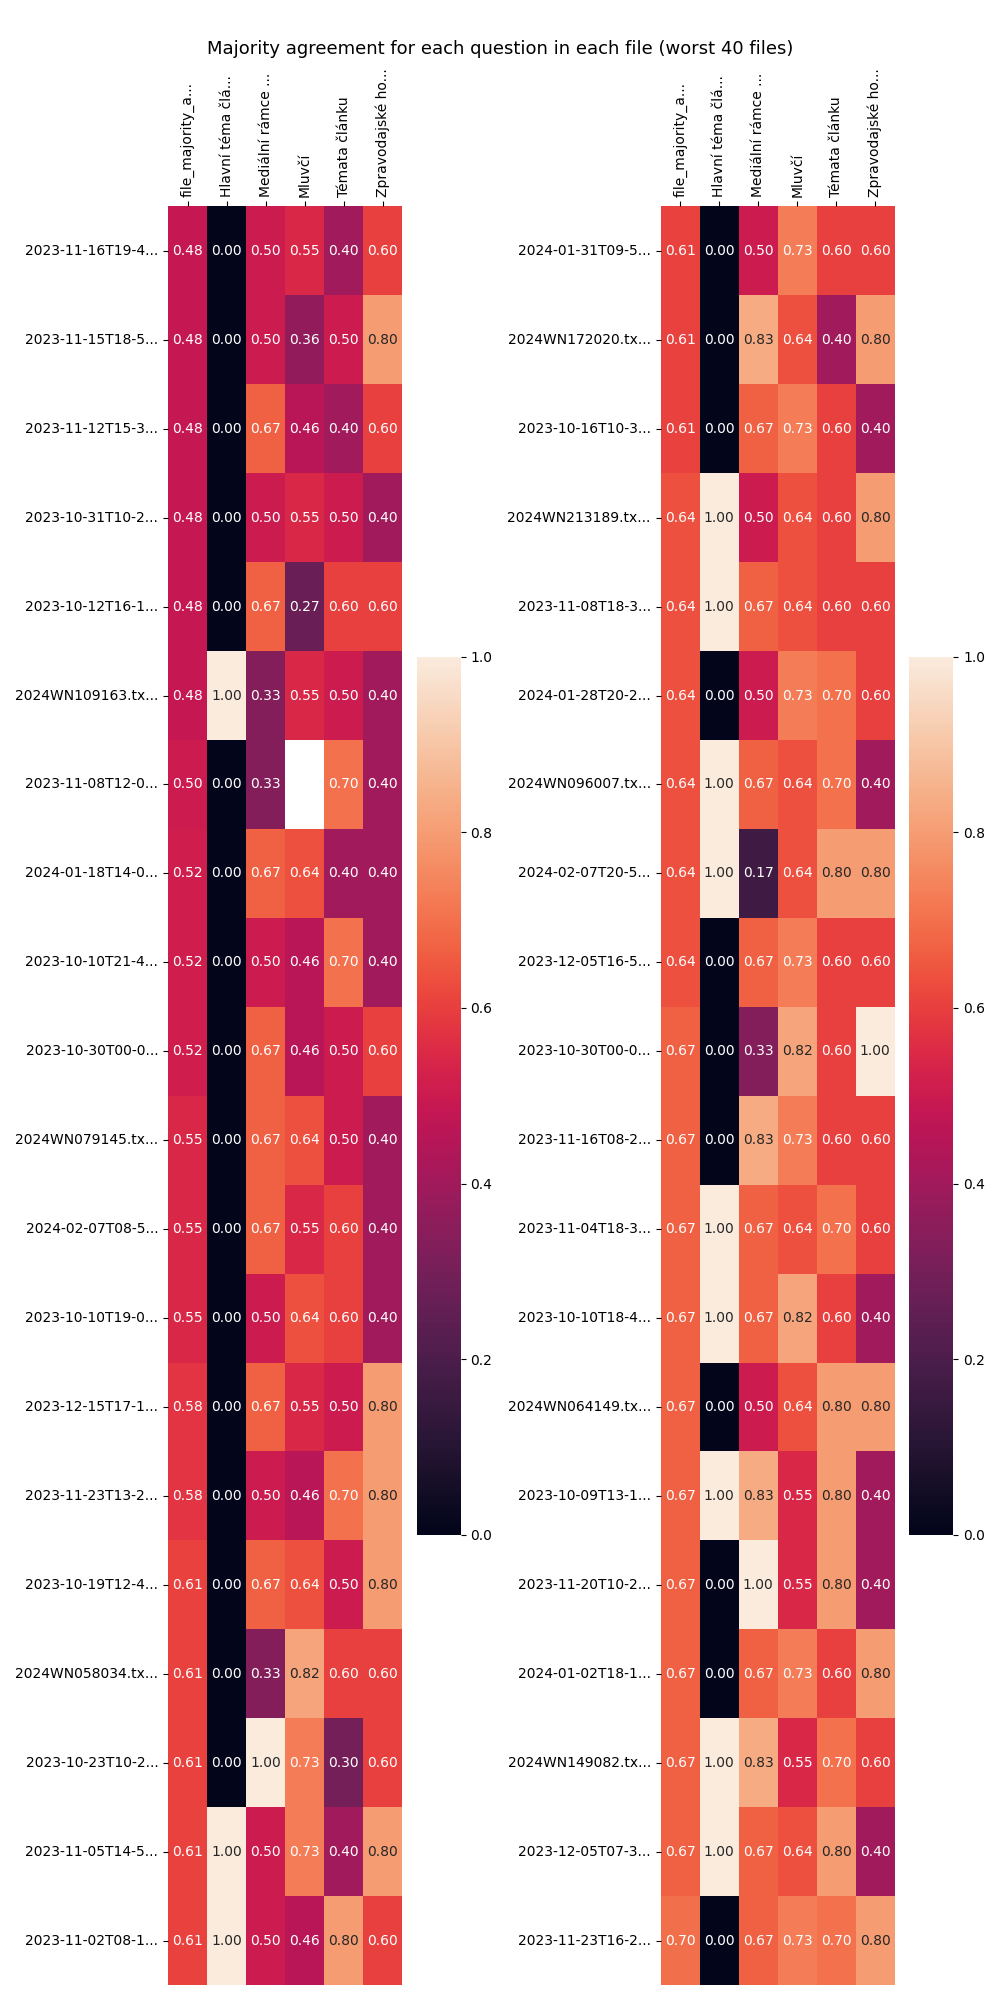 Majority agreement for each question in each file (worst 40 files)
file_majority_a...
Hlavní téma člá...
Mediální rámce ...
Mluvčí
Témata článku
Zpravodajské ho...
2023-11-16T19-4... 0.48 0.00 0.50 0.55 0.40 0.60
2023-11-15T18-5... 0.48 0.00 0.50 0.36 0.50 0.80
2023-11-12T15-3... 0.48 0.00 0.67 0.46 0.40 0.60
2023-10-31T10-2... 0.48 0.00 0.50 0.55 0.50 0.40
2023-10-12T16-1... 0.48 0.00 0.67 0.27 0.60 0.60
2024WN109163.tx... 0.48 1.00 0.33 0.55 0.50 0.40
2023-11-08T12-0... 0.50 0.00 0.33 0.70 0.40
2024-01-18T14-0... 0.52 0.00 0.67 0.64 0.40 0.40
2023-10-10T21-4... 0.52 0.00 0.50 0.46 0.70 0.40
2023-10-30T00-0... 0.52 0.00 0.67 0.46 0.50 0.60
2024WN079145.tx... 0.55 0.00 0.67 0.64 0.50 0.40
2024-02-07T08-5... 0.55 0.00 0.67 0.55 0.60 0.40
2023-10-10T19-0... 0.55 0.00 0.50 0.64 0.60 0.40
2023-12-15T17-1... 0.58 0.00 0.67 0.55 0.50 0.80
2023-11-23T13-2... 0.58 0.00 0.50 0.46 0.70 0.80
2023-10-19T12-4... 0.61 0.00 0.67 0.64 0.50 0.80
2024WN058034.tx... 0.61 0.00 0.33 0.82 0.60 0.60
2023-10-23T10-2... 0.61 0.00 1.00 0.73 0.30 0.60
2023-11-05T14-5... 0.61 1.00 0.50 0.73 0.40 0.80
2023-11-02T08-1... 0.61 1.00 0.50 0.46 0.80 0.60
1.0
0.8
0.6
0.4
0.2
0.0
file_majority_a...
Hlavní téma člá...
Mediální rámce ...
Mluvčí
Témata článku
Zpravodajské ho...
2024-01-31T09-5... 0.61 0.00 0.50 0.73 0.60 0.60
2024WN172020.tx... 0.61 0.00 0.83 0.64 0.40 0.80
2023-10-16T10-3... 0.61 0.00 0.67 0.73 0.60 0.40
2024WN213189.tx... 0.64 1.00 0.50 0.64 0.60 0.80
2023-11-08T18-3... 0.64 1.00 0.67 0.64 0.60 0.60
2024-01-28T20-2... 0.64 0.00 0.50 0.73 0.70 0.60
2024WN096007.tx... 0.64 1.00 0.67 0.64 0.70 0.40
2024-02-07T20-5... 0.64 1.00 0.17 0.64 0.80 0.80
2023-12-05T16-5... 0.64 0.00 0.67 0.73 0.60 0.60
2023-10-30T00-0... 0.67 0.00 0.33 0.82 0.60 1.00
2023-11-16T08-2... 0.67 0.00 0.83 0.73 0.60 0.60
2023-11-04T18-3... 0.67 1.00 0.67 0.64 0.70 0.60
2023-10-10T18-4... 0.67 1.00 0.67 0.82 0.60 0.40
2024WN064149.tx... 0.67 0.00 0.50 0.64 0.80 0.80
2023-10-09T13-1... 0.67 1.00 0.83 0.55 0.80 0.40
2023-11-20T10-2... 0.67 0.00 1.00 0.55 0.80 0.40
2024-01-02T18-1... 0.67 0.00 0.67 0.73 0.60 0.80
2024WN149082.tx... 0.67 1.00 0.83 0.55 0.70 0.60
2023-12-05T07-3... 0.67 1.00 0.67 0.64 0.80 0.40
2023-11-23T16-2... 0.70 0.00 0.67 0.73 0.70 0.80
1.0
0.8
0.6
0.4
0.2
0.0